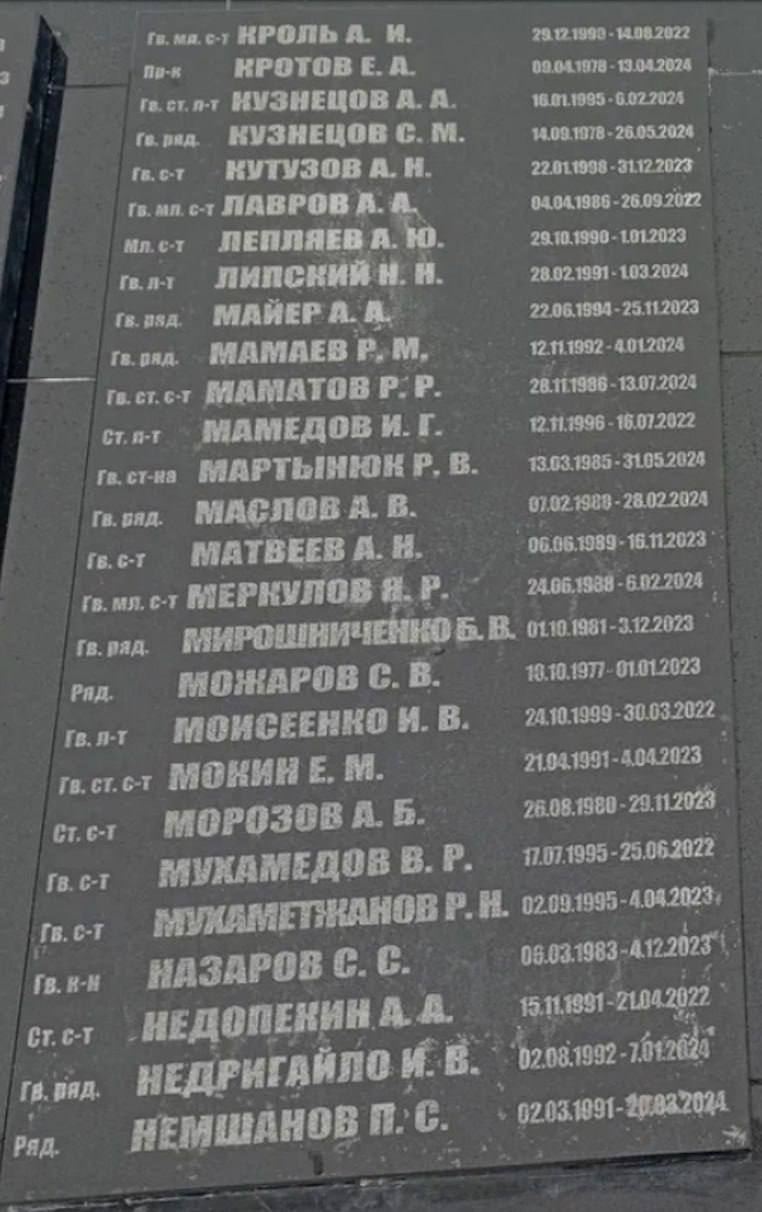 Гв. мл. с-т КРОЛЬ А. И. 29.12.1990 - 14.08.2022
Пр-к КРОТОВ Е. А. 09.04.1978 - 13.04.2024
Гв. ст. л-т КУЗНЕЦОВ А. А. 16.01.1995 - 6.02.2024
Гв. ряд. КУЗНЕЦОВ С. М. 14.09.1978 - 26.05.2024
Гв. с-т КУТУЗОВ А. Н. 22.01.1998 - 31.12.2023
Гв. мл. с-т ЛАВРОВ А. А. 04.04.1986 - 26.09.2022
Мл. с-т ЛЕПЛЯЕВ А. Ю. 29.10.1990 - 1.01.2023
Гв. л-т ЛИПСКИЙ Н. Н. 28.02.1991 - 1.03.2024
Гв. ряд. МАЙЕР А. А. 22.06.1994 - 25.11.2023
Гв. ряд. МАМАЕВ Р. М. 12.11.1992 - 4.01.2024
Гв. ст. с-т МАМАТОВ Р. Р. 28.11.1986 - 13.07.2024
Ст. л-т МАМЕДОВ И. Г. 12.11.1996 - 16.07.2022
Гв. ст-на МАРТЫНЮК Р. В. 13.03.1985 - 31.05.2024
Гв. ряд. МАСЛОВ А. В. 07.02.1988 - 28.02.2024
Гв. с-т МАТВЕЕВ А. Н. 06.06.1989 - 16.11.2023
Гв. мл. с-т МЕРКУЛОВ Я. Р. 24.06.1988 - 6.02.2024
Гв. ряд. МИРОШНИЧЕНКО Б. В. 01.10.1981 - 3.12.2023
Ряд. МОЖАРОВ С. В. 10.10.1977 - 01.01.2023
Гв. л-т МОИСЕЕНКО И. В. 24.10.1999 - 30.03.2022
Гв. ст. с-т МОКИН Е. М. 21.04.1991 - 4.04.2023
Ст. с-т МОРОЗОВ А. Б. 26.08.1980 - 29.11.2023
Гв. с-т МУХАМЕДОВ В. Р. 17.07.1995 - 25.06.2022
Гв. с-т МУХАМЕТЖАНОВ Р. Н. 02.09.1995 - 4.04.2023
Гв. к-н НАЗАРОВ С. С. 06.03.1983 - 4.12.2023
Ст. с-т НЕДОПЕКИН А. А. 15.11.1991 - 21.04.2022
Гв. ряд. НЕДРИГАЙЛО И. В. 02.08.1992 - 7.01.2024
Ряд. НЕМШАНОВ П. С. 02.03.1991 - 20.03.2024